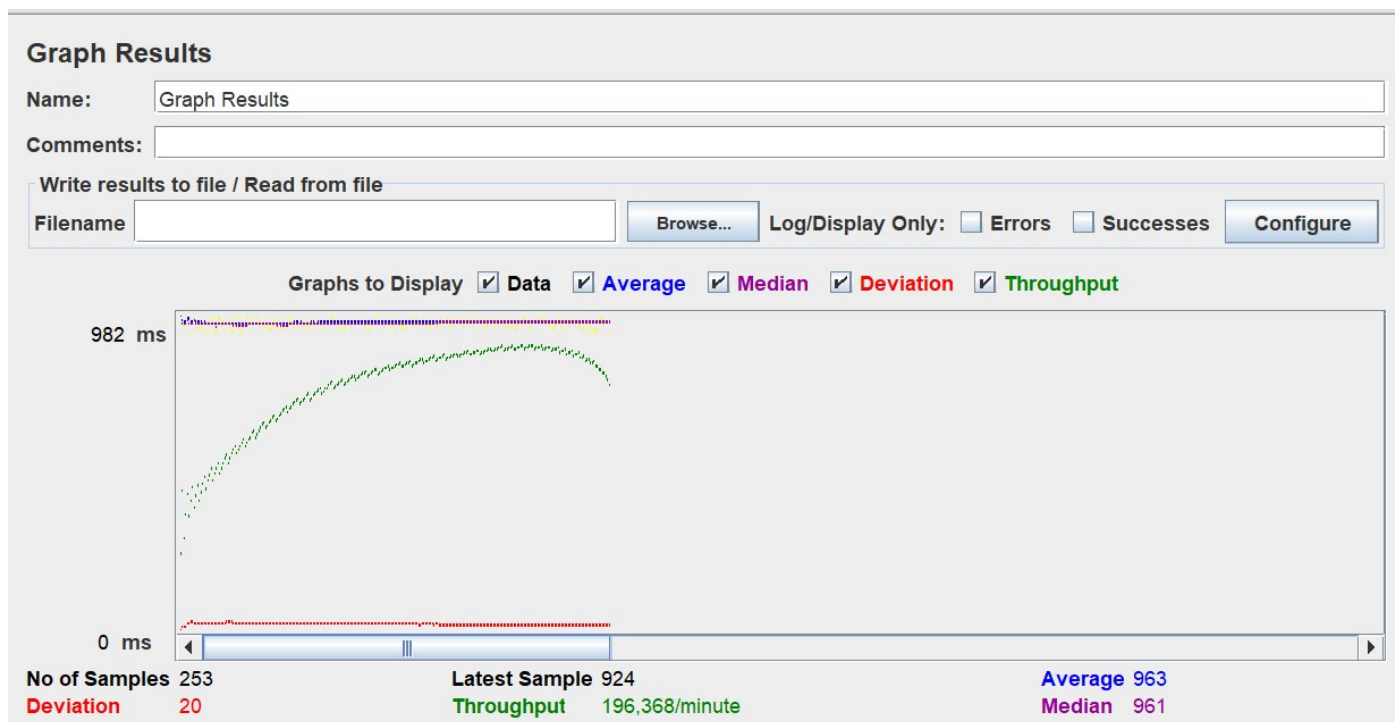 Graph Results
Name: Graph Results
Comments:
Write results to file / Read from file
Filename Browse... Log/Display Only: Errors Successes Configure
Graphs to Display Data Average Median Deviation Throughput
982 ms
0 ms
No of Samples 253 Latest Sample 924 Average 963
Deviation 20 Throughput 196,368/minute Median 961